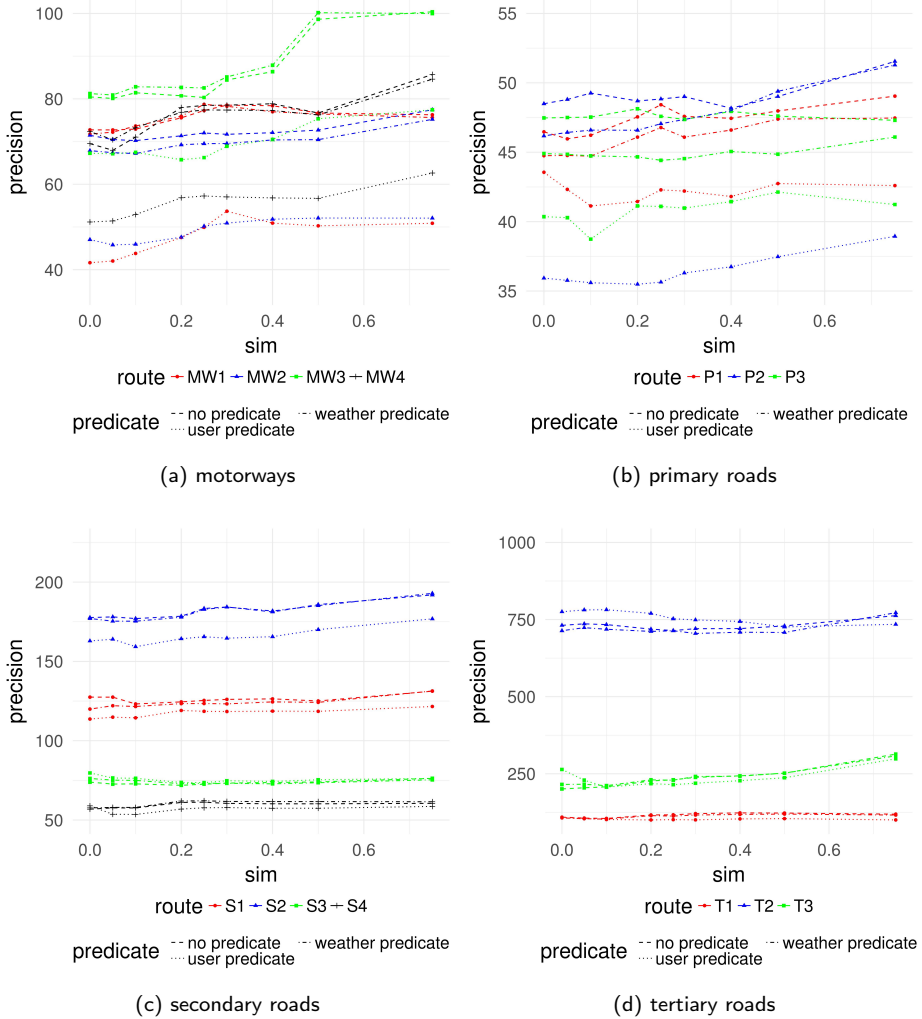 100
80
60
40
precision
0.0 0.2 0.4 0.6
sim
route MW1 MW2 MW3 MW4
predicate no predicate weather predicate
user predicate
(a) motorways
55
50
45
40
35
precision
0.0 0.2 0.4 0.6
sim
route P1 P2 P3
predicate no predicate weather predicate
user predicate
(b) primary roads
200
150
100
50
precision
0.0 0.2 0.4 0.6
sim
route S1 S2 S3 S4
predicate no predicate weather predicate
user predicate
(c) secondary roads
1000
750
500
250
precision
0.0 0.2 0.4 0.6
sim
route T1 T2 T3
predicate no predicate weather predicate
user predicate
(d) tertiary roads